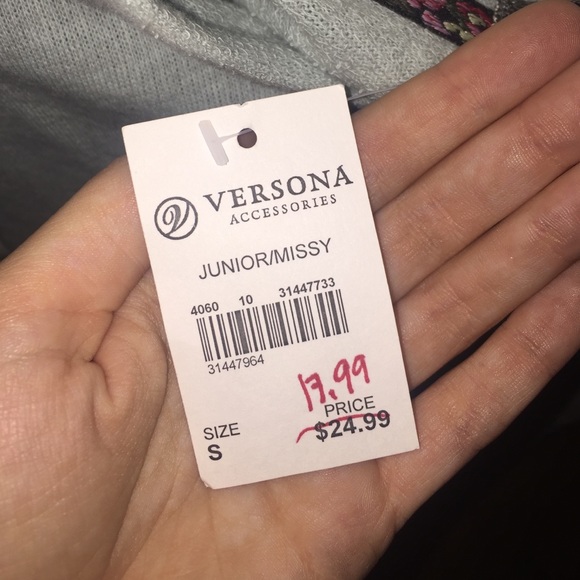 VERSONA
ACCESSORIES
JUNIOR/MISSY
4060 10 31447733
31447964
17.99
PRICE
$24.99
SIZE
S